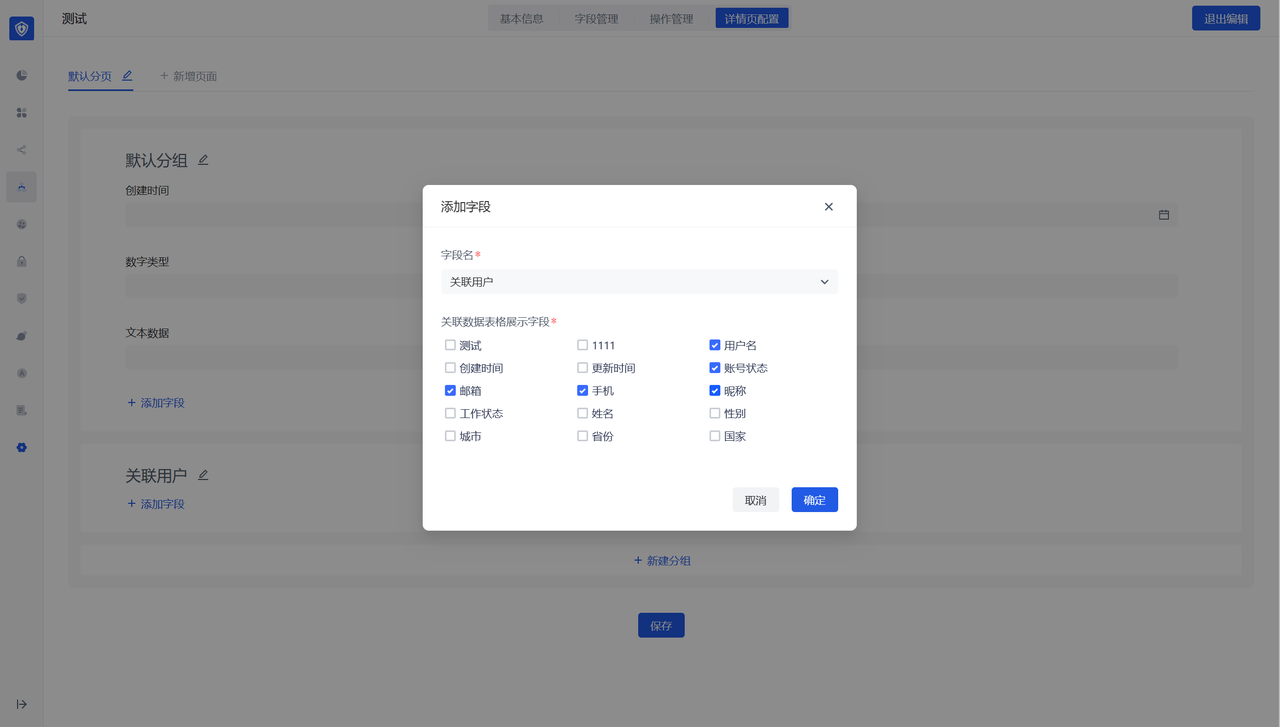 测试
基本信息 字段管理 操作管理 详情页配置 退出编辑
默认分页 + 新增页面
默认分组
创建时间
数字类型
文本数据
+ 添加字段
关联用户
+ 添加字段
+ 新建分组
保存
添加字段
字段名*
关联用户
关联数据表格展示字段*
测试 1111 用户名
创建时间 更新时间 账号状态
邮箱 手机 昵称
工作状态 姓名 性别
城市 省份 国家
取消 确定